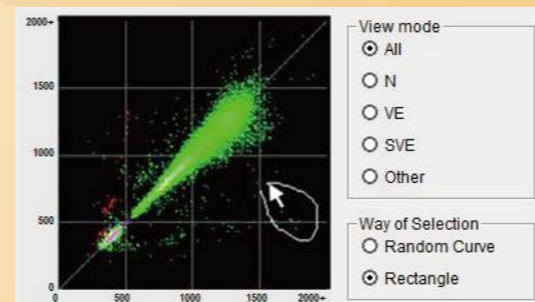 2000+
1500
1000
500
0
500
1000
1500
2000+
View mode
All
N
VE
SVE
Other
Way of Selection
Random Curve
Rectangle